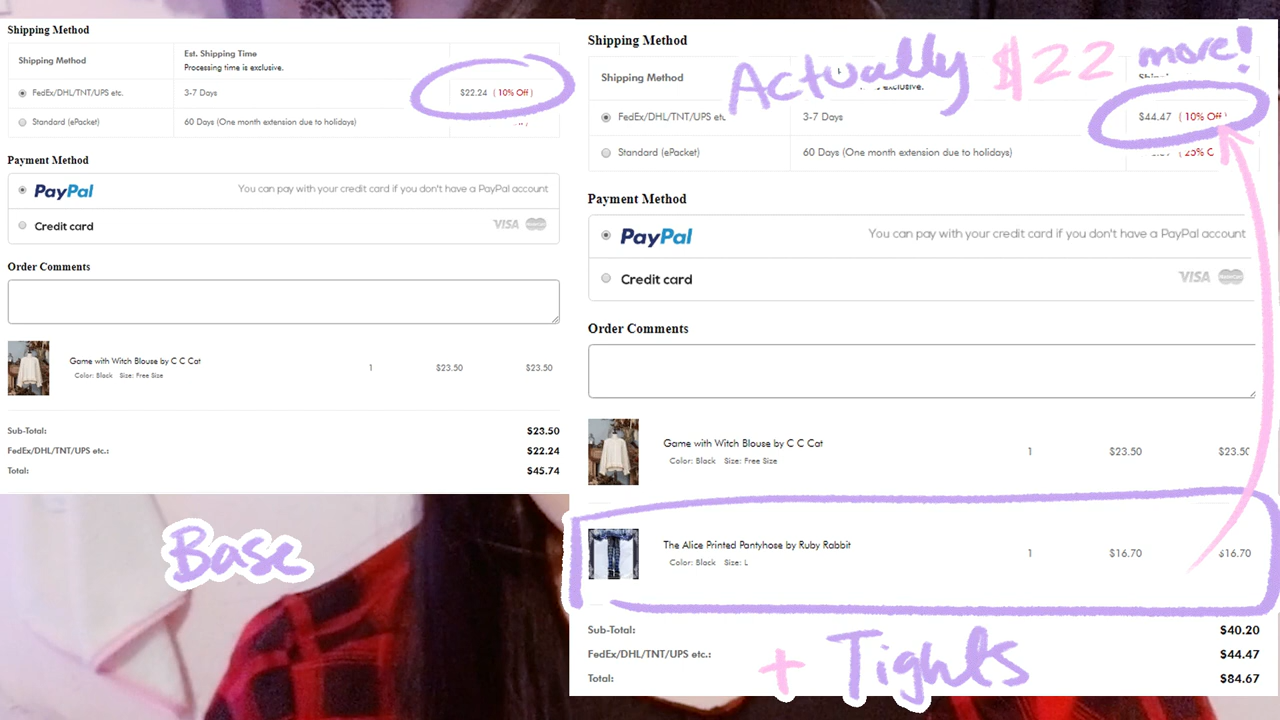 Shipping Method
Shipping Method
Est. Shipping Time
Processing time is exclusive.
FedEx/DHL/TNT/UPS etc.
3-7 Days
$22.24 ( 10% Off )
Standard (ePacket)
60 Days (One month extension due to holidays)
Payment Method
PayPal
You can pay with your credit card if you don't have a PayPal account
Credit card
VISA MasterCard
Order Comments
Game with Witch Blouse by C C Cat
1
$23.50
$23.50
Color: Black Size: Free Size
Sub-Total:
$23.50
FedEx/DHL/TNT/UPS etc.:
$22.24
Total:
$45.74
Base
Shipping Method
Actually $22 more!
Shipping Method
exclusive.
FedEx/DHL/TNT/UPS etc
3-7 Days
$44.47 ( 10% Off )
Standard (ePacket)
60 Days (One month extension due to holidays)
Payment Method
PayPal
You can pay with your credit card if you don't have a PayPal account
Credit card
VISA MasterCard
Order Comments
Game with Witch Blouse by C C Cat
1
$23.50
$23.50
Color: Black Size: Free Size
The Alice Printed Pantyhose by Ruby Rabbit
1
$16.70
$16.70
Color: Black Size: L
Sub-Total:
$40.20
FedEx/DHL/TNT/UPS etc.:
$44.47
Total:
$84.67
+ Tights